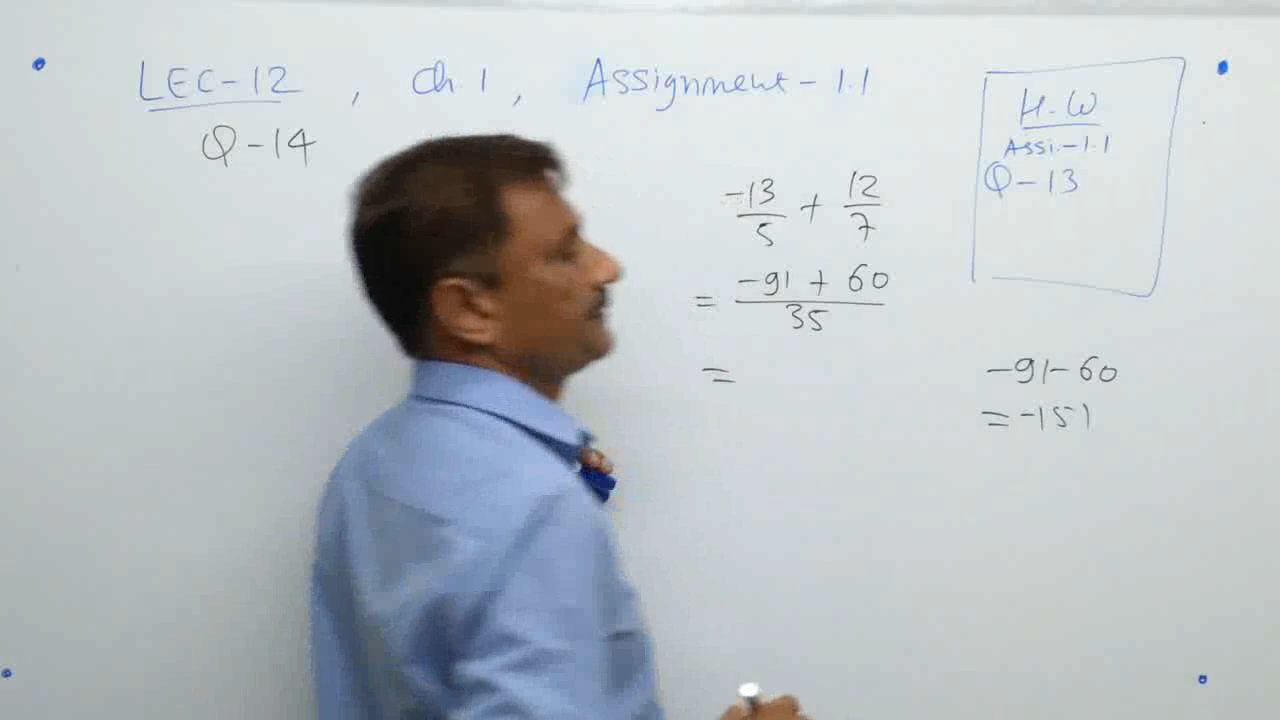 LEC-12, Ch.1, Assignment-1.1
Q-14
H.W
Assi.-1.1
Q-13
-13/5 + 12/7
= (-91 + 60)/35
=
-91-60
= -151